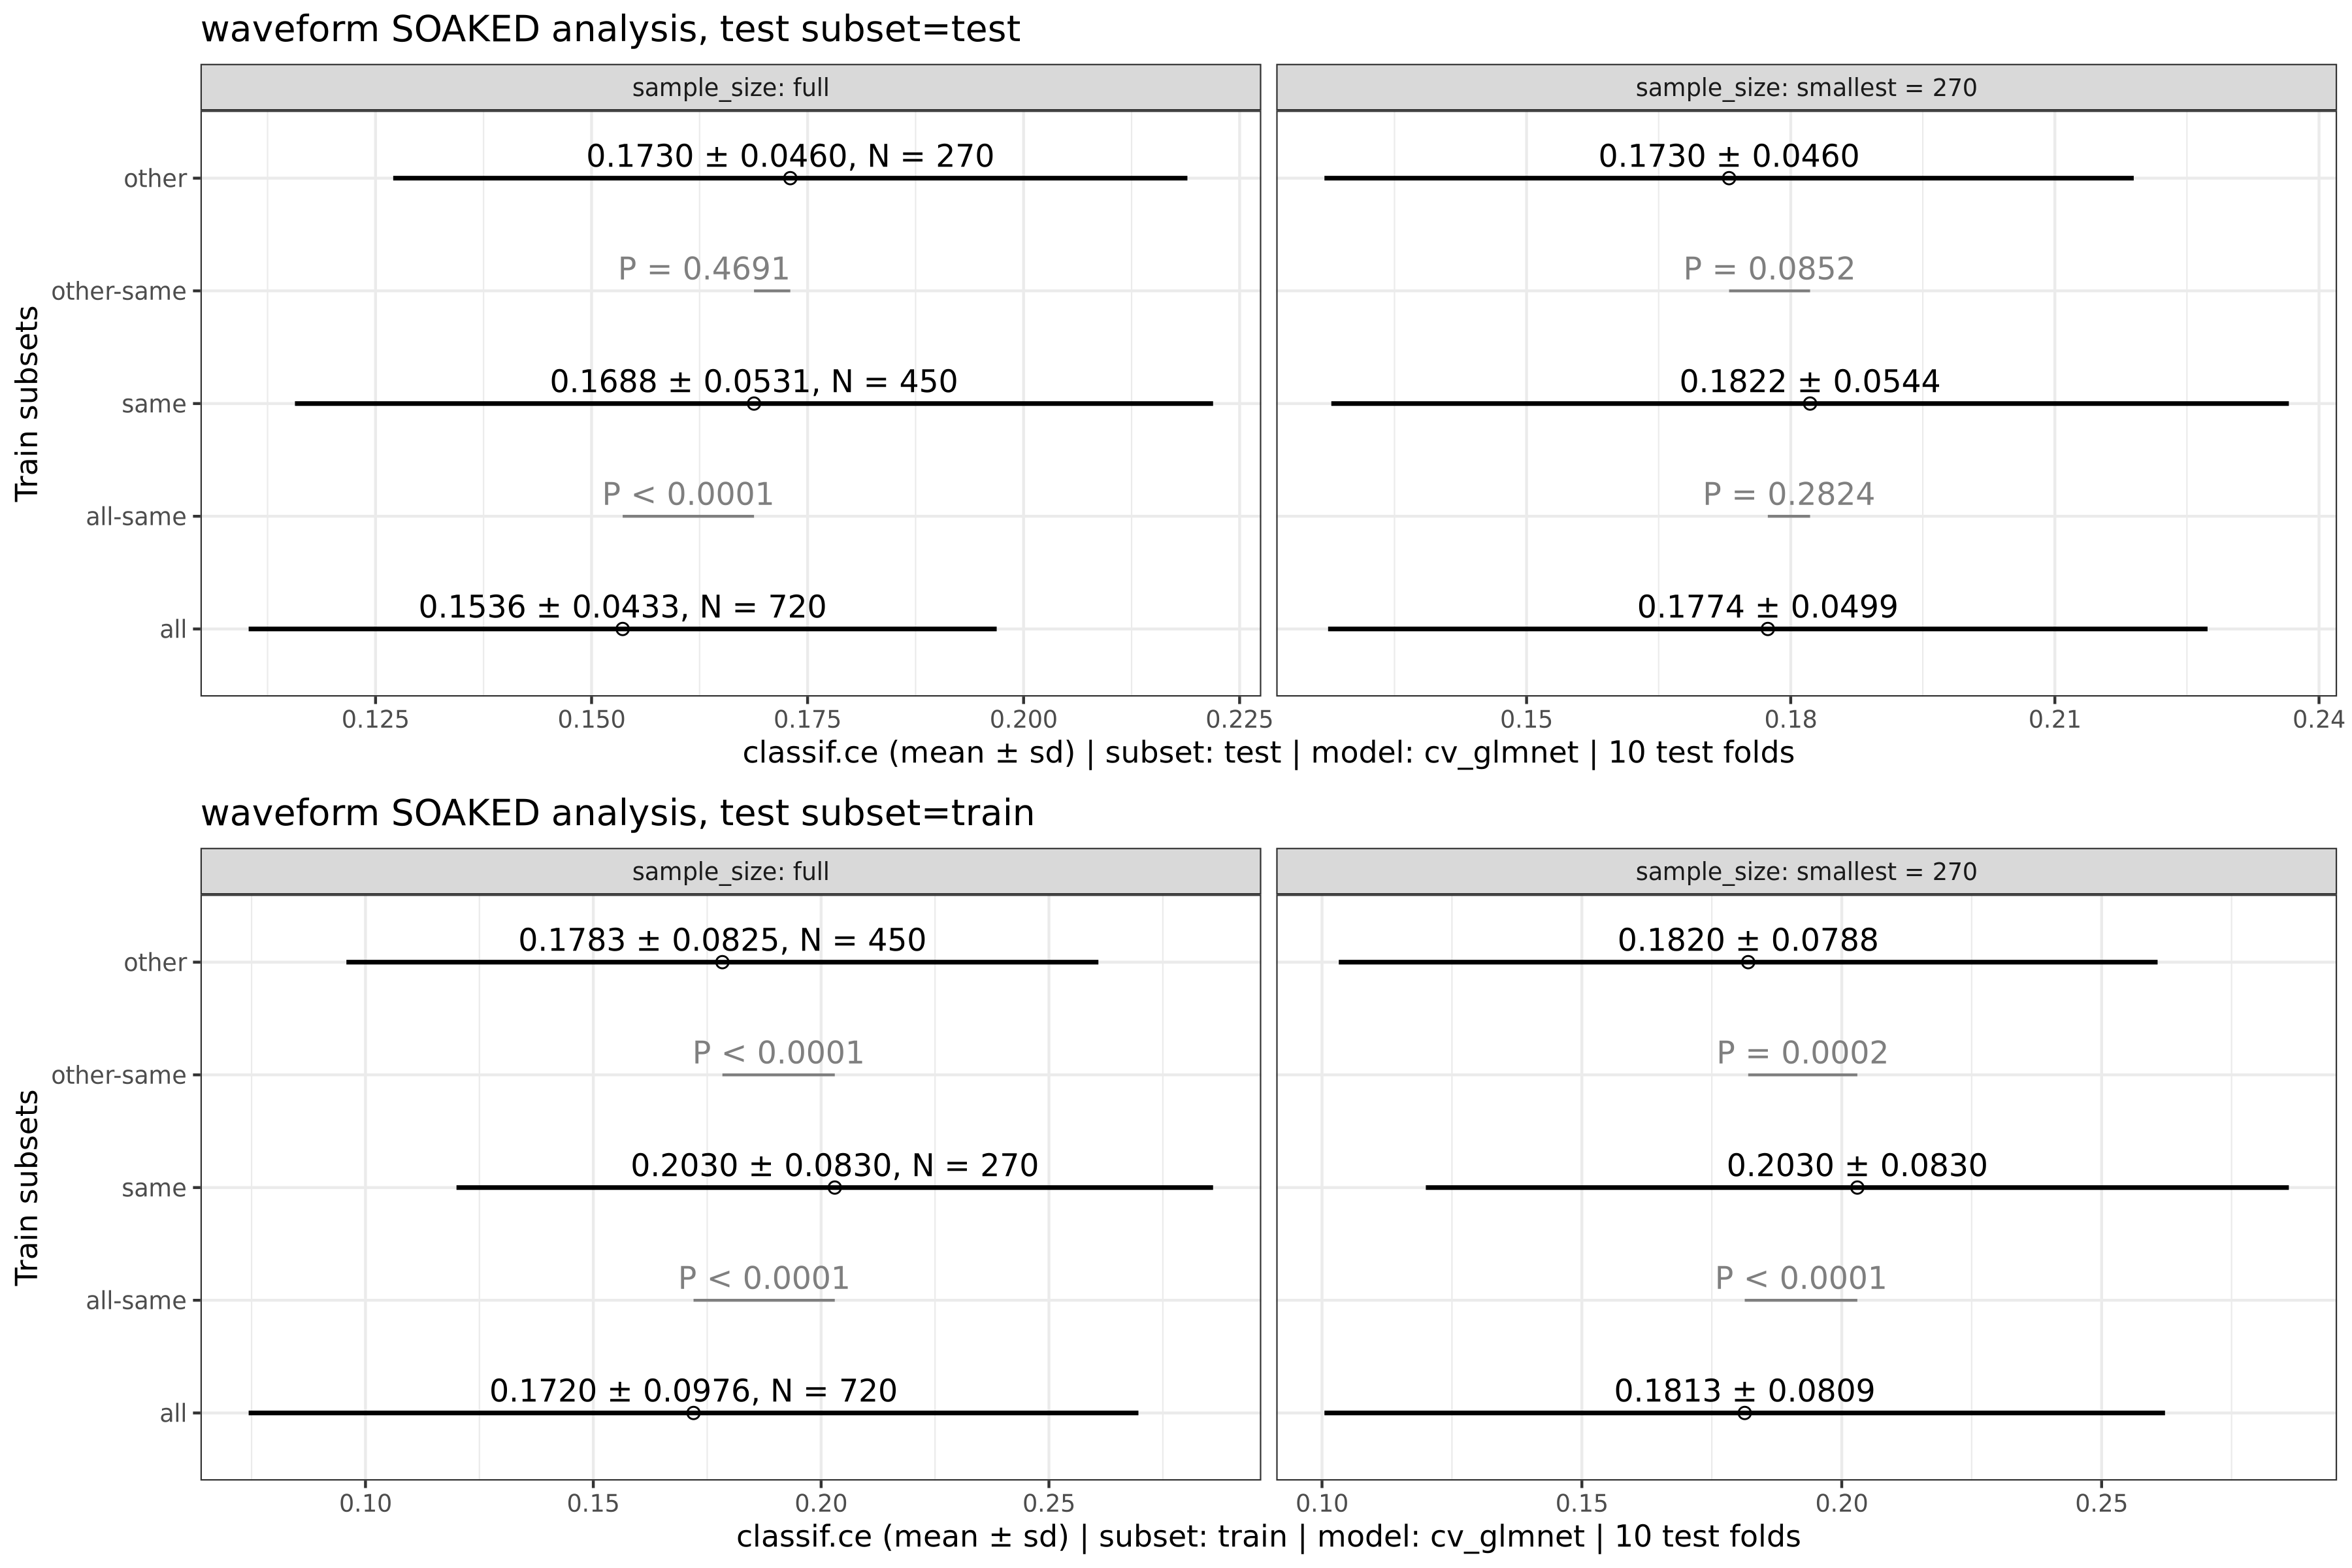 waveform SOAKED analysis, test subset=test
sample_size: full
sample_size: smallest = 270
Train subsets
other
other-same
same
all-same
all
0.1730 ± 0.0460, N = 270
P = 0.4691
0.1688 ± 0.0531, N = 450
P < 0.0001
0.1536 ± 0.0433, N = 720
0.1730 ± 0.0460
P = 0.0852
0.1822 ± 0.0544
P = 0.2824
0.1774 ± 0.0499
0.125 0.150 0.175 0.200 0.225
0.15 0.18 0.21 0.24
classif.ce (mean ± sd) | subset: test | model: cv_glmnet | 10 test folds
waveform SOAKED analysis, test subset=train
sample_size: full
sample_size: smallest = 270
Train subsets
other
other-same
same
all-same
all
0.1783 ± 0.0825, N = 450
P < 0.0001
0.2030 ± 0.0830, N = 270
P < 0.0001
0.1720 ± 0.0976, N = 720
0.1820 ± 0.0788
P = 0.0002
0.2030 ± 0.0830
P < 0.0001
0.1813 ± 0.0809
0.10 0.15 0.20 0.25
0.10 0.15 0.20 0.25
classif.ce (mean ± sd) | subset: train | model: cv_glmnet | 10 test folds